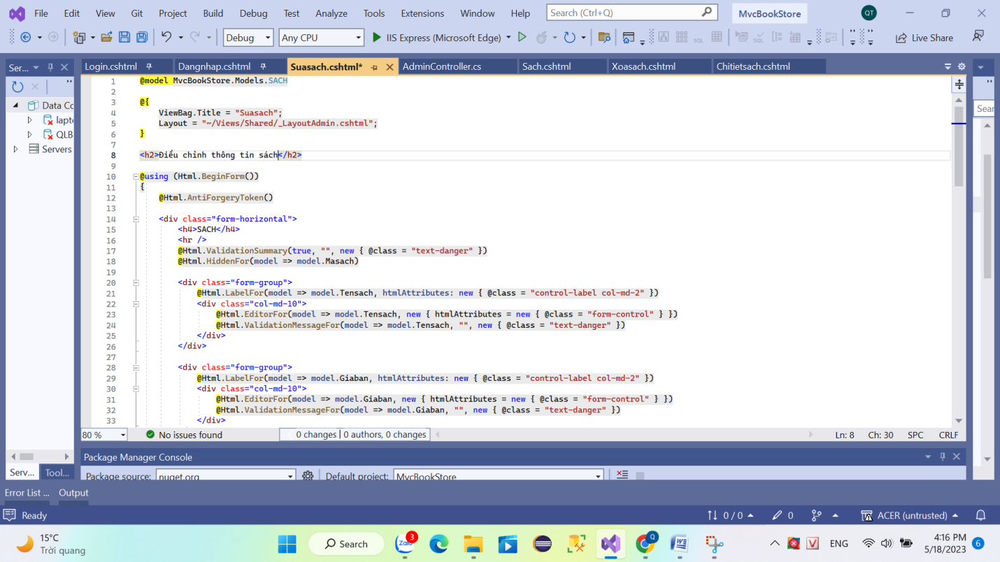 File Edit View Git Project Build Debug Test Analyze Tools Extensions Window Help Search (Ctrl+Q) MvcBookStore QT
Debug Any CPU IIS Express (Microsoft Edge) Live Share
Ser... Login.cshtml Dangnhap.cshtml Suasach.cshtml* AdminController.cs Sach.cshtml Xoasach.cshtml Chitietsach.cshtml
Data Co
lapto
QLB
Servers
Sear
1 @model MvcBookStore.Models.SACH
2
3 @{
4 ViewBag.Title = "Suasach";
5 Layout = "~/Views/Shared/_LayoutAdmin.cshtml";
6 }
7
8 <h2>Điều chỉnh thông tin sách</h2>
9
10 @using (Html.BeginForm())
11 {
12 @Html.AntiForgeryToken()
13
14 <div class="form-horizontal">
15 <h4>SACH</h4>
16 <hr />
17 @Html.ValidationSummary(true, "", new { @class = "text-danger" })
18 @Html.HiddenFor(model => model.Masach)
19
20 <div class="form-group">
21 @Html.LabelFor(model => model.Tensach, htmlAttributes: new { @class = "control-label col-md-2" })
22 <div class="col-md-10">
23 @Html.EditorFor(model => model.Tensach, new { htmlAttributes = new { @class = "form-control" } })
24 @Html.ValidationMessageFor(model => model.Tensach, "", new { @class = "text-danger" })
25 </div>
26 </div>
27
28 <div class="form-group">
29 @Html.LabelFor(model => model.Giaban, htmlAttributes: new { @class = "control-label col-md-2" })
30 <div class="col-md-10">
31 @Html.EditorFor(model => model.Giaban, new { htmlAttributes = new { @class = "form-control" } })
32 @Html.ValidationMessageFor(model => model.Giaban, "", new { @class = "text-danger" })
33 </div>
80 % No issues found 0 changes | 0 authors, 0 changes Ln: 8 Ch: 30 SPC CRLF
Package Manager Console
Serv... Tool... Package source: nuget.org Default project: MvcBookStore
Error List ... Output
Ready 0 / 0 0 ACER (untrusted)
15°C
Trời quang
Search Zalo 3 Q ENG
4:16 PM
5/18/2023 6